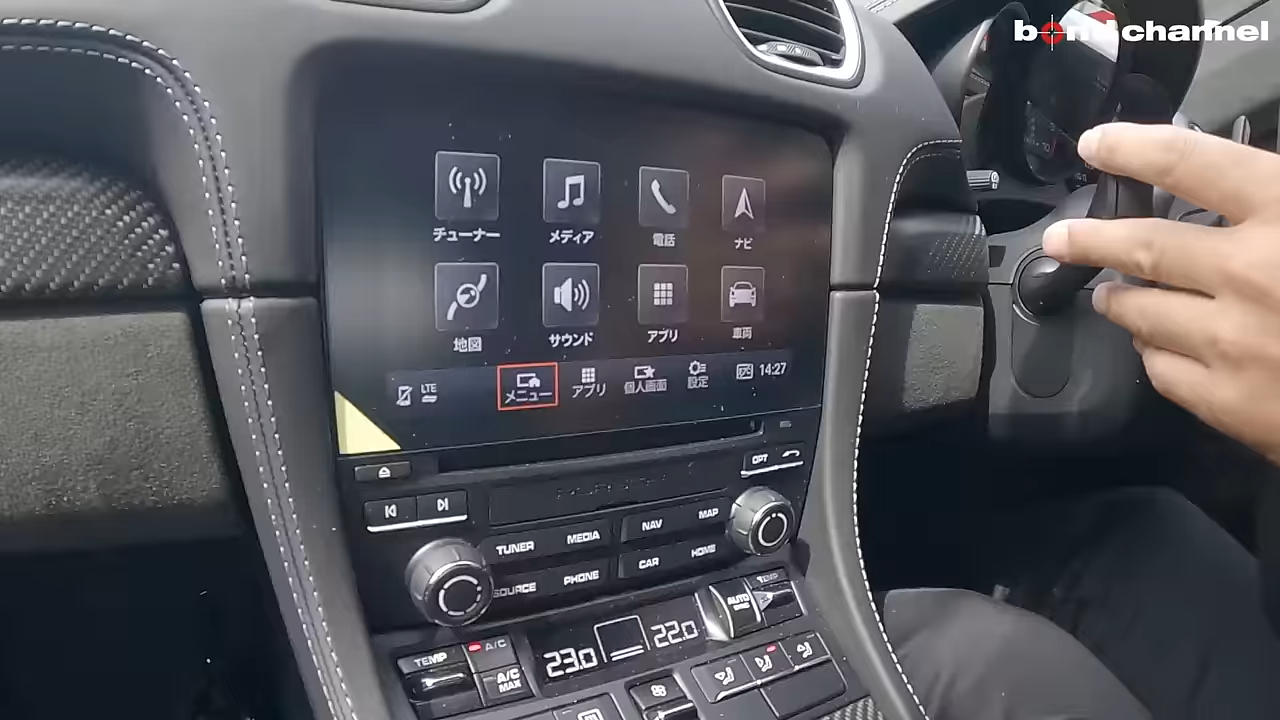 bond channel
チューナー
メディア
電話
ナビ
地図
サウンド
アプリ
車両
LTE
メニュー
アプリ
個人画面
設定
14:27
OPT
TUNER
MEDIA
NAV
MAP
SOURCE
PHONE
CAR
HOME
TEMP
A/C
A/C
MAX
23.0
22.0
AUTO
TEMP